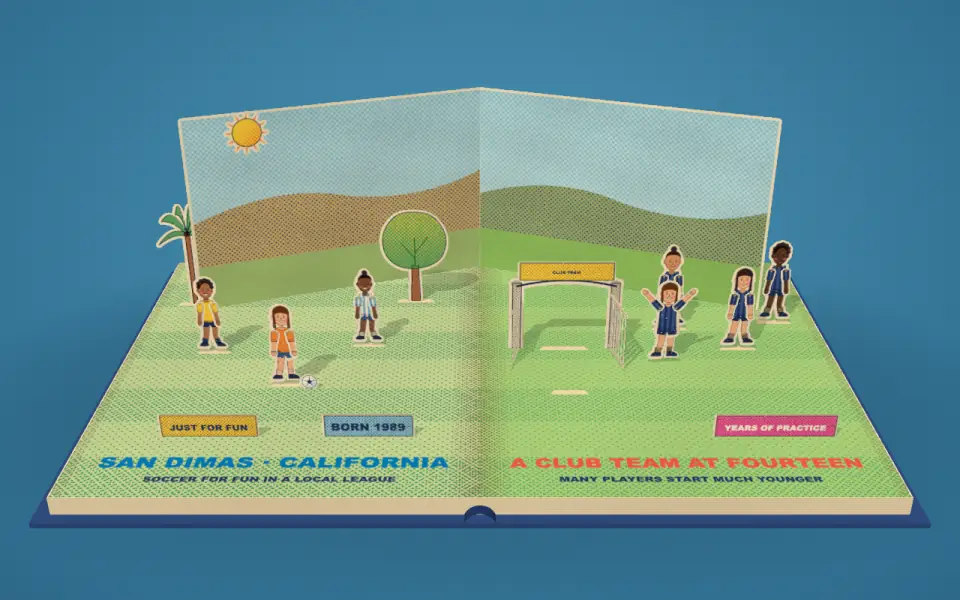 CLUB TEAM
JUST FOR FUN
BORN 1989
YEARS OF PRACTICE
SAN DIMAS · CALIFORNIA
SOCCER FOR FUN IN A LOCAL LEAGUE
A CLUB TEAM AT FOURTEEN
MANY PLAYERS START MUCH YOUNGER